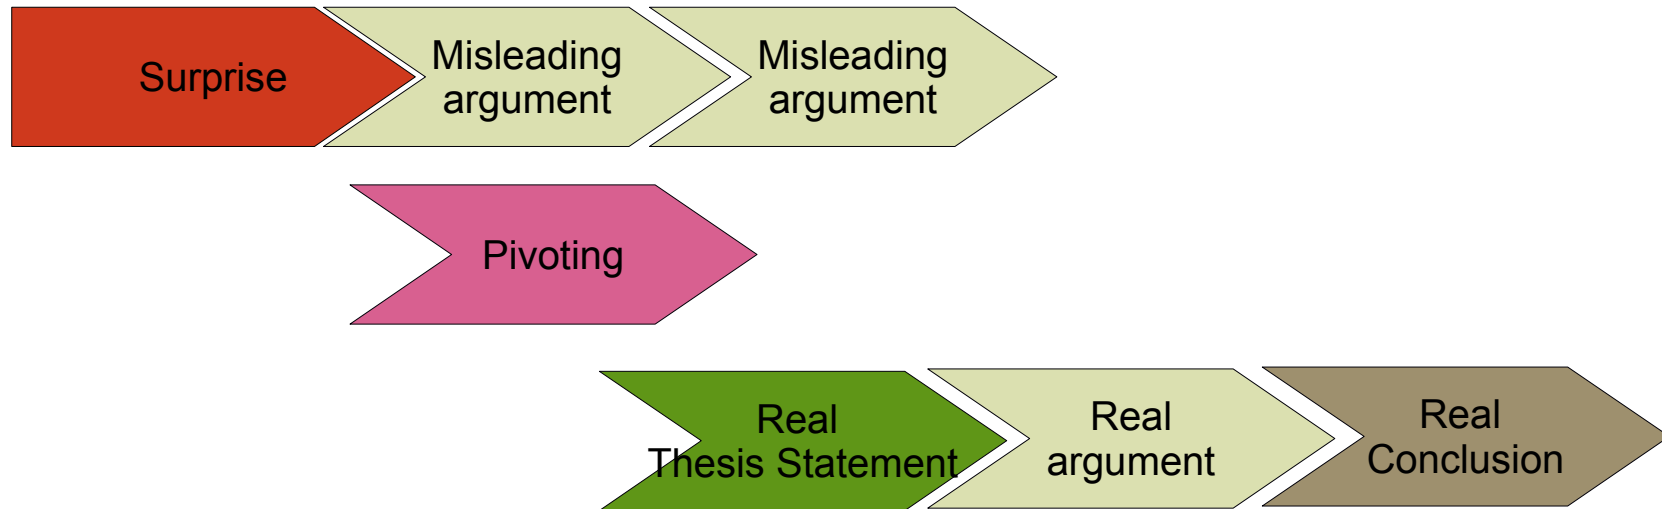 Surprise
Misleading
argument
Misleading
argument
Pivoting
Real
Thesis Statement
Real
argument
Real
Conclusion